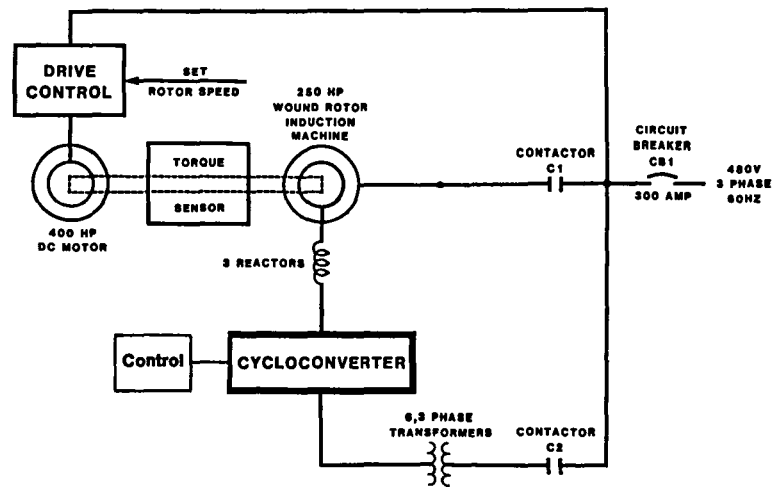 DRIVE
CONTROL
SET
ROTOR SPEED
250 HP
WOUND ROTOR
INDUCTION
MACHINE
TORQUE
SENSOR
400 HP
DC MOTOR
CONTACTOR
C1
CIRCUIT
BREAKER
CB1
300 AMP
480V
3 PHASE
60HZ
3 REACTORS
Control
CYCLOCONVERTER
6,3 PHASE
TRANSFORMERS
CONTACTOR
C2